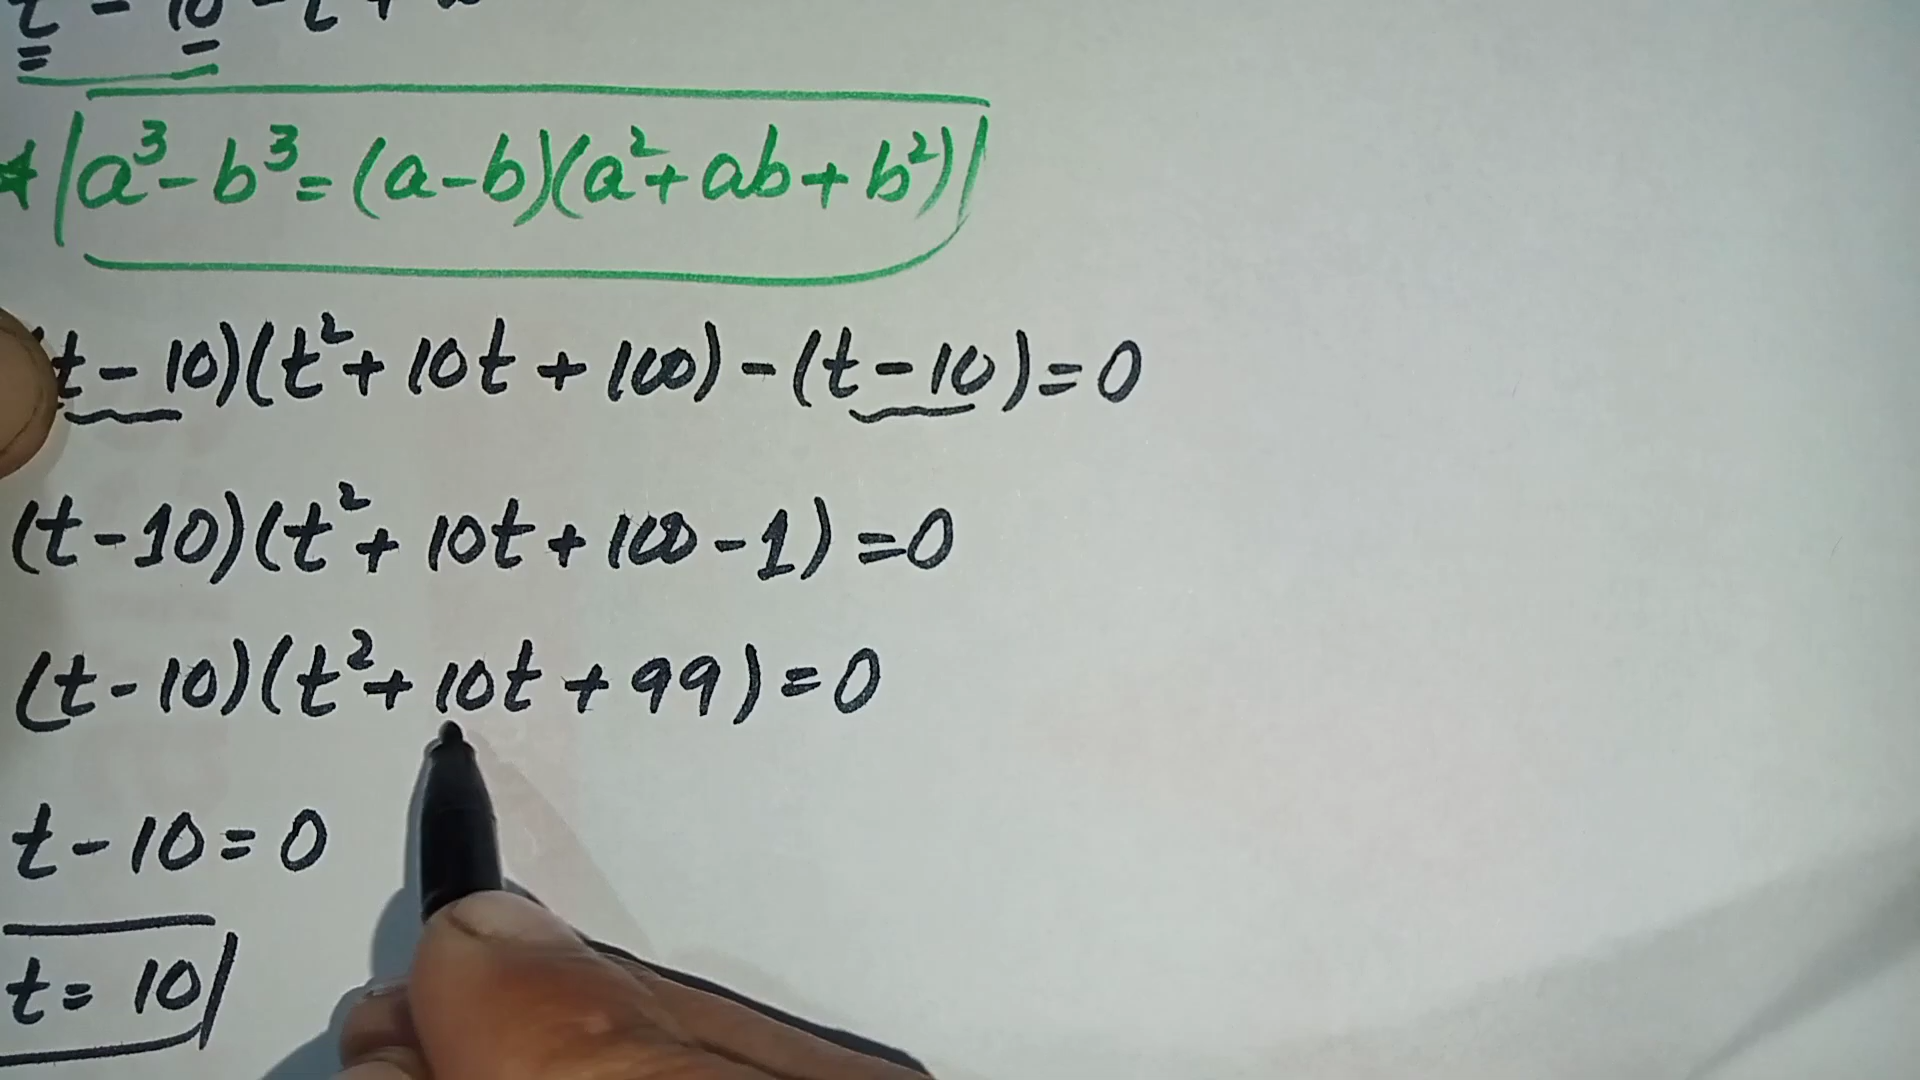 a³-b³=(a-b)(a²+ab+b²)
t-10)(t²+10t+100)-(t-10)=0
(t-10)(t²+10t+100-1)=0
(t-10)(t²+10t+99)=0
t-10=0
t=10